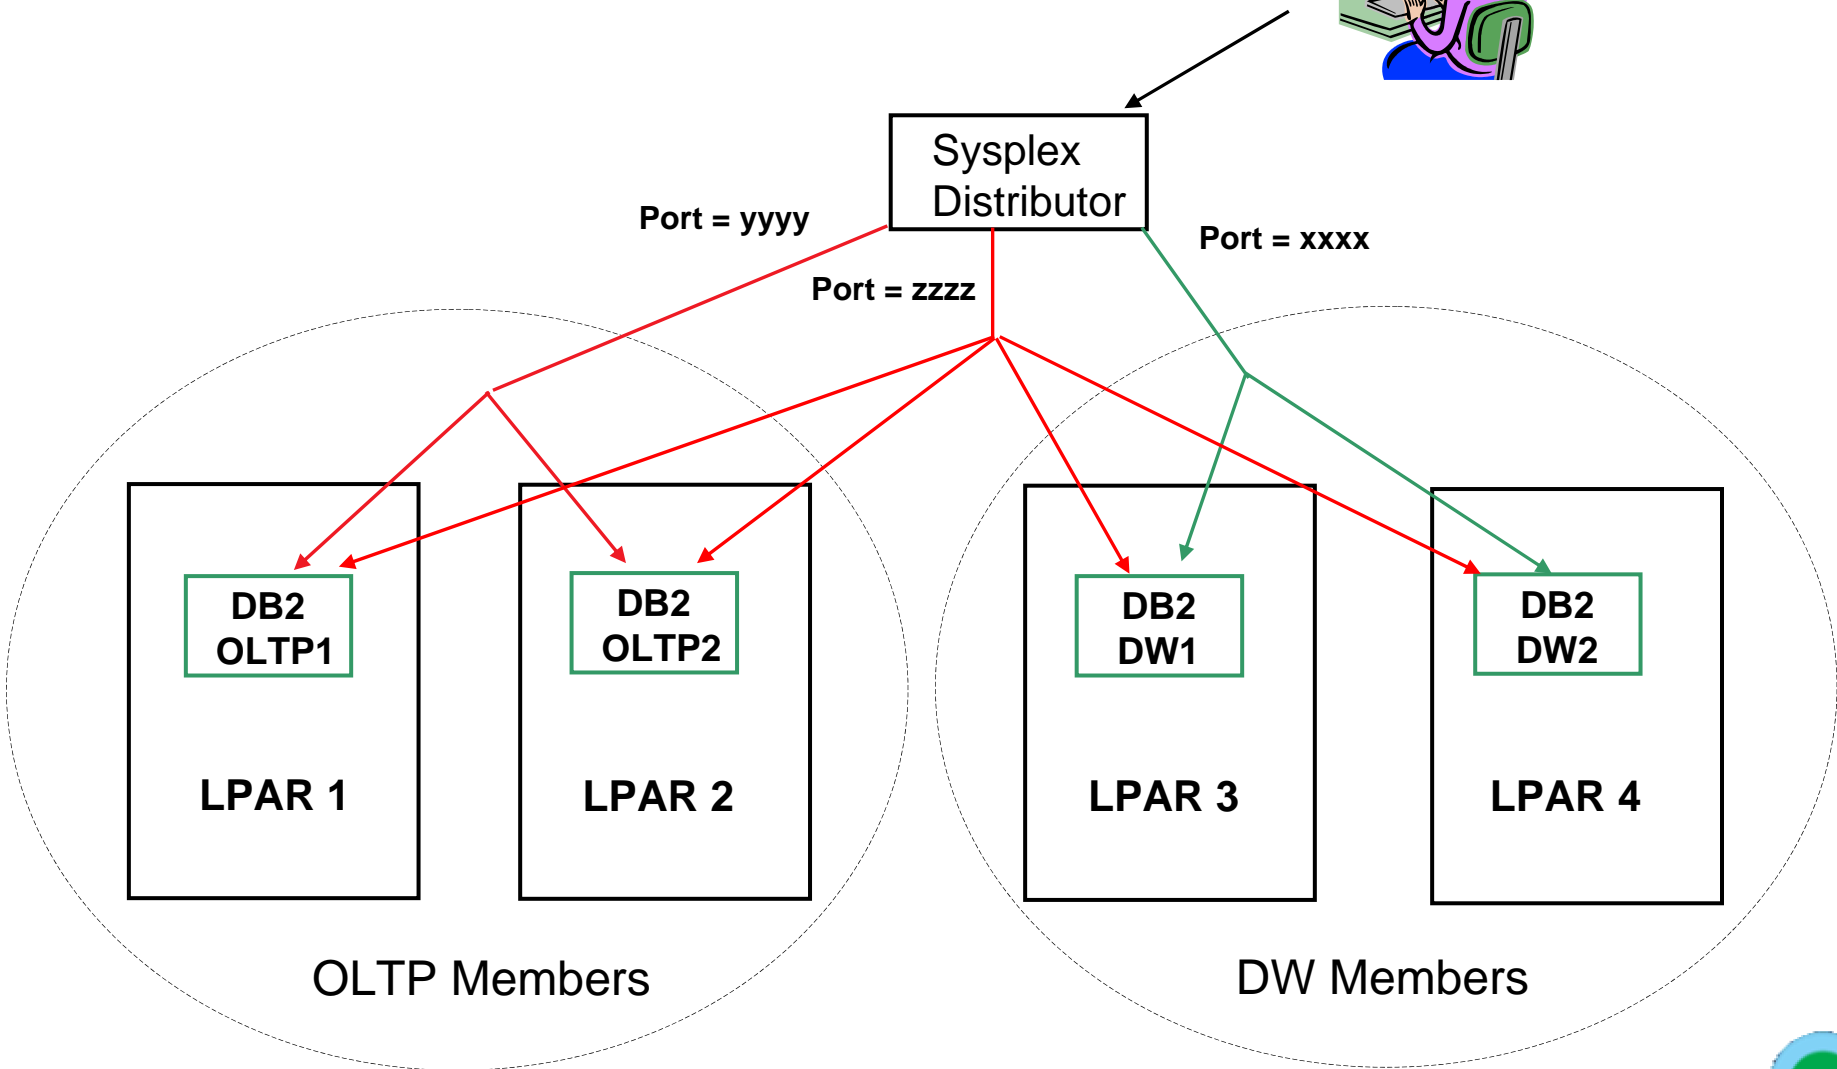 Sysplex
Distributor
Port = yyyy
Port = xxxx
Port = zzzz
DB2
OLTP1
DB2
OLTP2
DB2
DW1
DB2
DW2
LPAR 1
LPAR 2
LPAR 3
LPAR 4
OLTP Members
DW Members